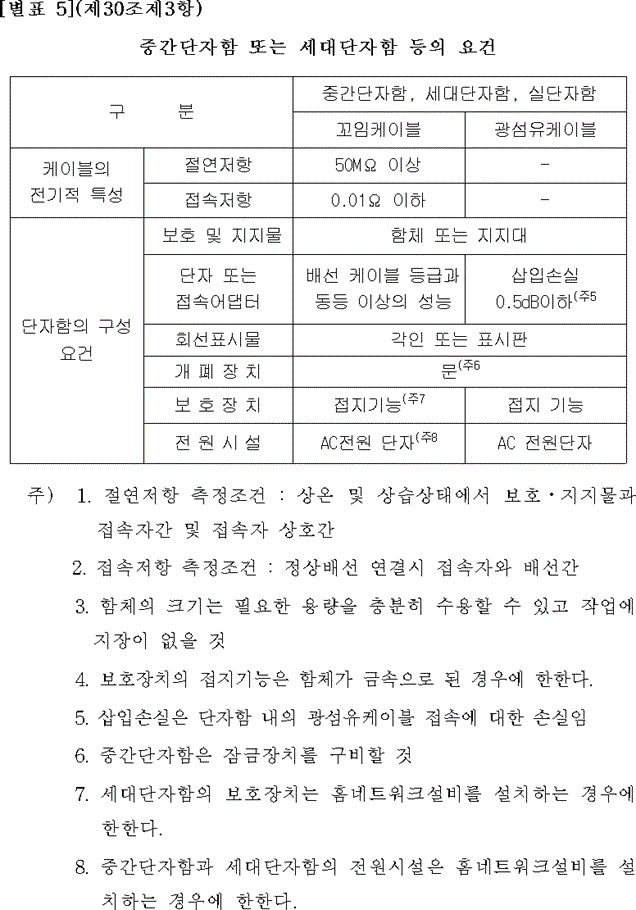 [별표 5](제30조제3항)
중간단자함 또는 세대단자함 등의 요건
구 분
중간단자함, 세대단자함, 실단자함
꼬임케이블
광섬유케이블
케이블의
전기적 특성
절연저항
50MΩ 이상
-
접속저항
0.01Ω 이하
-
단자함의 구성
요건
보호 및 지지물
함체 또는 지지대
단자 또는
접속어댑터
배선 케이블 등급과
동등 이상의 성능
삽입손실
0.5dB이하(주5
회선표시물
각인 또는 표시판
개 폐 장 치
문(주6
보 호 장 치
접지기능(주7
접지 기능
전 원 시 설
AC전원 단자(주8
AC 전원단자
주) 1. 절연저항 측정조건 : 상온 및 상습상태에서 보호·지지물과
접속자간 및 접속자 상호간
2. 접속저항 측정조건 : 정상배선 연결시 접속자와 배선간
3. 함체의 크기는 필요한 용량을 충분히 수용할 수 있고 작업에
지장이 없을 것
4. 보호장치의 접지기능은 함체가 금속으로 된 경우에 한한다.
5. 삽입손실은 단자함 내의 광섬유케이블 접속에 대한 손실임
6. 중간단자함은 잠금장치를 구비할 것
7. 세대단자함의 보호장치는 홈네트워크설비를 설치하는 경우에
한한다.
8. 중간단자함과 세대단자함의 전원시설은 홈네트워크설비를 설
치하는 경우에 한한다.